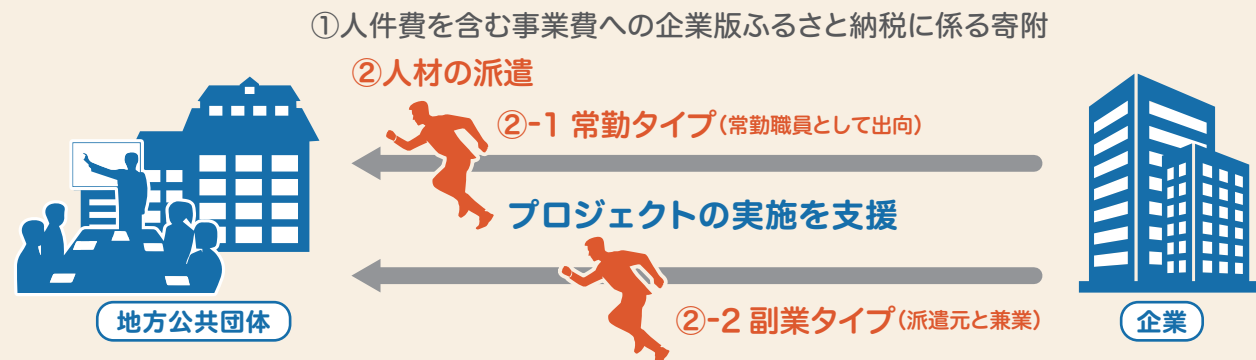 ①人件費を含む事業費への企業版ふるさと納税に係る寄附
②人材の派遣
②-1 常勤タイプ(常勤職員として出向)
プロジェクトの実施を支援
②-2 副業タイプ(派遣元と兼業)
地方公共団体
企業